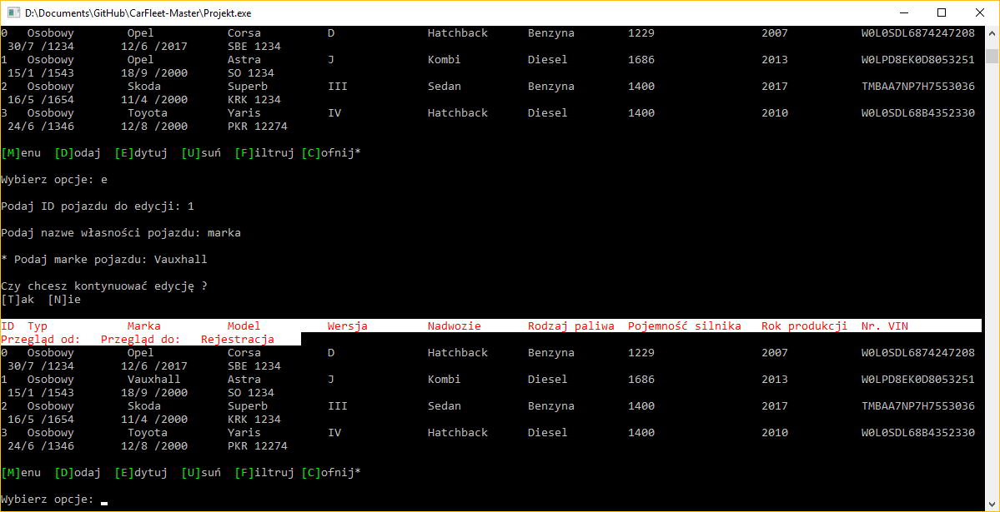 D:\Documents\GitHub\CarFleet-Master\Projekt.exe
0 Osobowy Opel Corsa D Hatchback Benzyna 1229 2007 W0L0SDL6874247208
30/7 /1234 12/6 /2017 SBE 1234
1 Osobowy Opel Astra J Kombi Diesel 1686 2013 W0LPD8EK0D8053251
15/1 /1543 18/9 /2000 SO 1234
2 Osobowy Skoda Superb III Sedan Benzyna 1400 2017 TMBAA7NP7H7553036
16/5 /1654 11/4 /2000 KRK 1234
3 Osobowy Toyota Yaris IV Hatchback Diesel 1400 2010 W0L0SDL68B4352330
24/6 /1346 12/8 /2000 PKR 12274
[M]enu [D]odaj [E]dytuj [U]suń [F]iltruj [C]ofnij*
Wybierz opcje: e
Podaj ID pojazdu do edycji: 1
Podaj nazwe własności pojazdu: marka
* Podaj marke pojazdu: Vauxhall
Czy chcesz kontynuować edycję ?
[T]ak [N]ie
ID Typ Marka Model Wersja Nadwozie Rodzaj paliwa Pojemność silnika Rok produkcji Nr. VIN
Przegląd od: Przegląd do: Rejestracja
0 Osobowy Opel Corsa D Hatchback Benzyna 1229 2007 W0L0SDL6874247208
30/7 /1234 12/6 /2017 SBE 1234
1 Osobowy Vauxhall Astra J Kombi Diesel 1686 2013 W0LPD8EK0D8053251
15/1 /1543 18/9 /2000 SO 1234
2 Osobowy Skoda Superb III Sedan Benzyna 1400 2017 TMBAA7NP7H7553036
16/5 /1654 11/4 /2000 KRK 1234
3 Osobowy Toyota Yaris IV Hatchback Diesel 1400 2010 W0L0SDL68B4352330
24/6 /1346 12/8 /2000 PKR 12274
[M]enu [D]odaj [E]dytuj [U]suń [F]iltruj [C]ofnij*
Wybierz opcje: